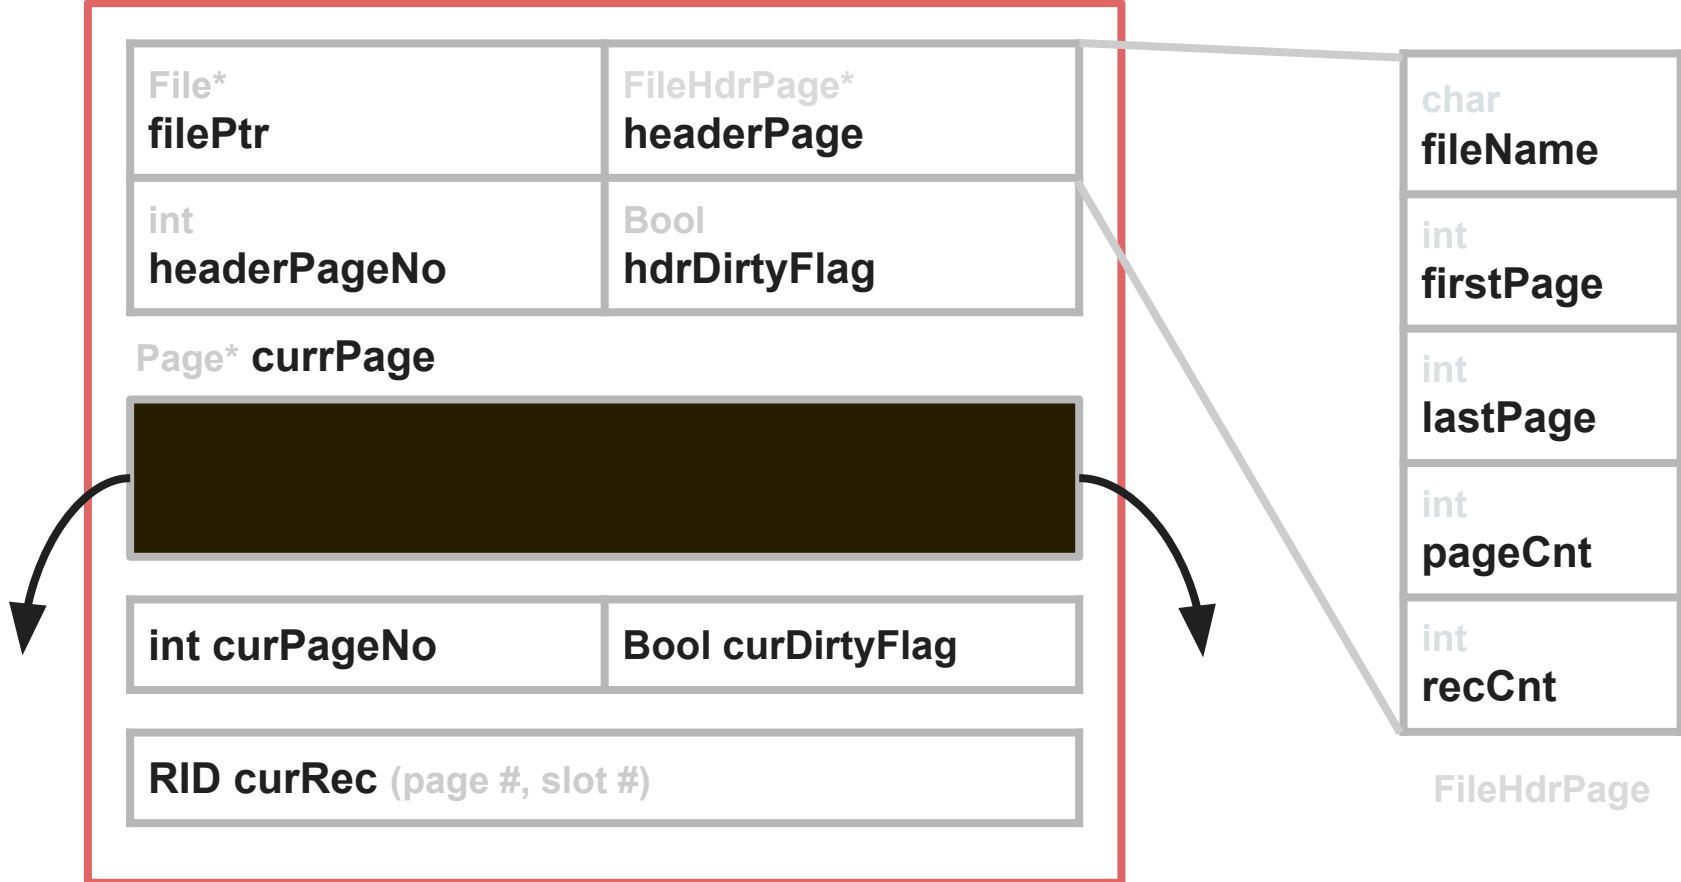 File*
filePtr
FileHdrPage*
headerPage
int
headerPageNo
Bool
hdrDirtyFlag
Page* currPage
int curPageNo
Bool curDirtyFlag
RID curRec (page #, slot #)
char
fileName
int
firstPage
int
lastPage
int
pageCnt
int
recCnt
FileHdrPage